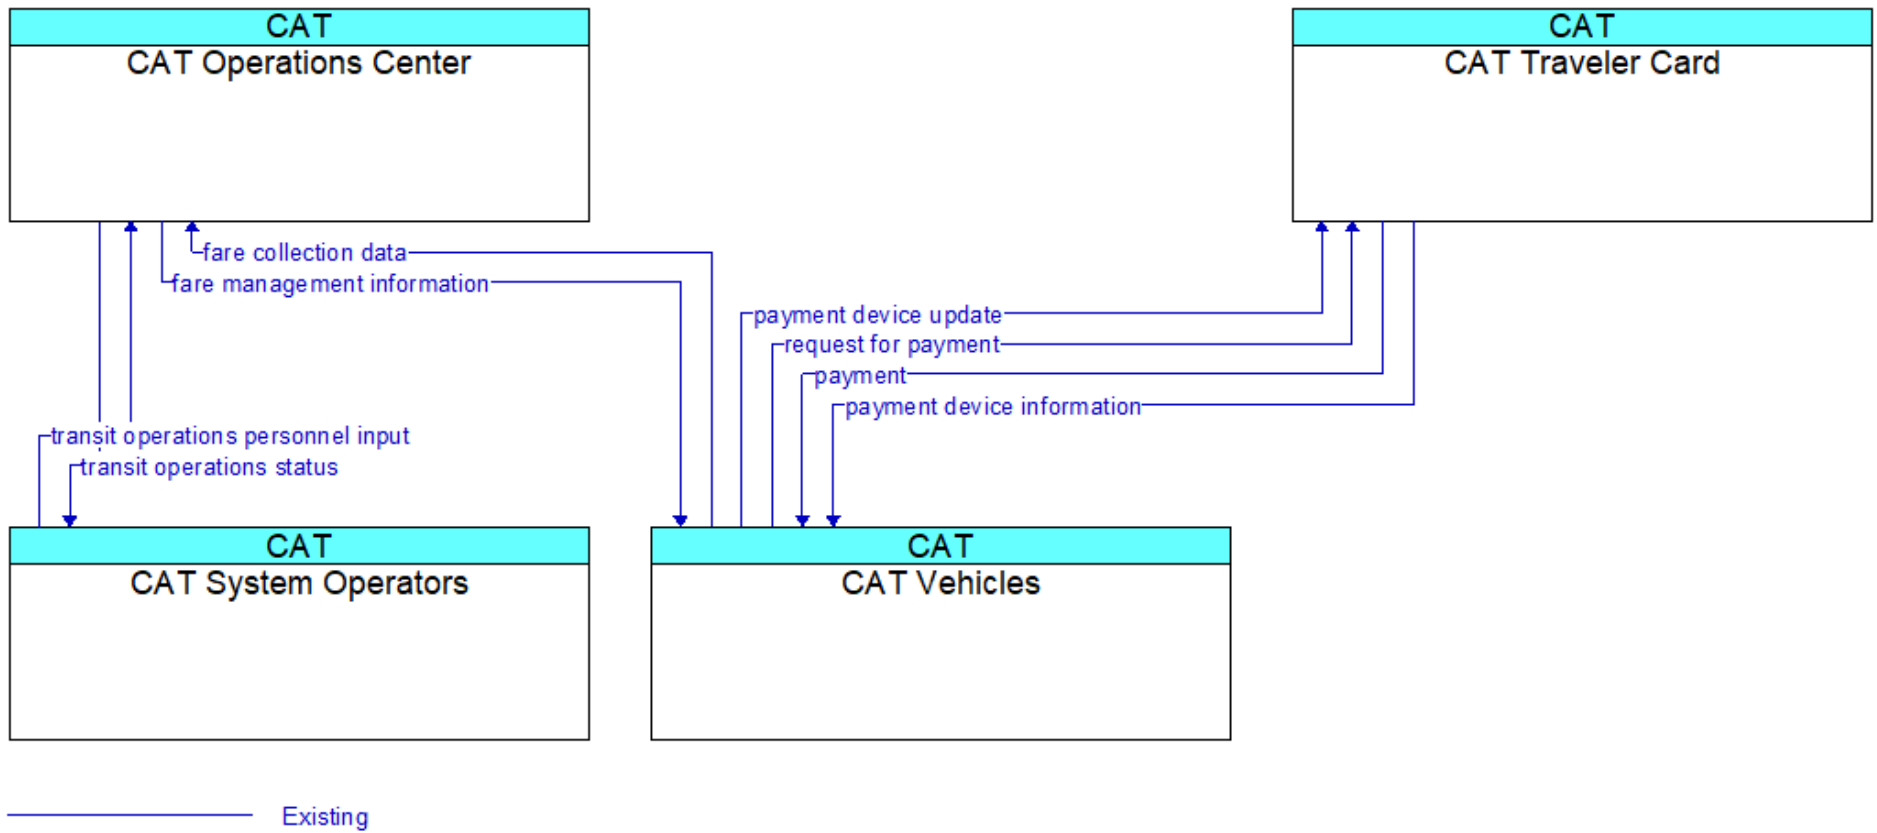 CAT
CAT Operations Center
CAT
CAT Traveler Card
fare collection data
fare management information
payment device update
request for payment
payment
payment device information
transit operations personnel input
transit operations status
CAT
CAT System Operators
CAT
CAT Vehicles
Existing